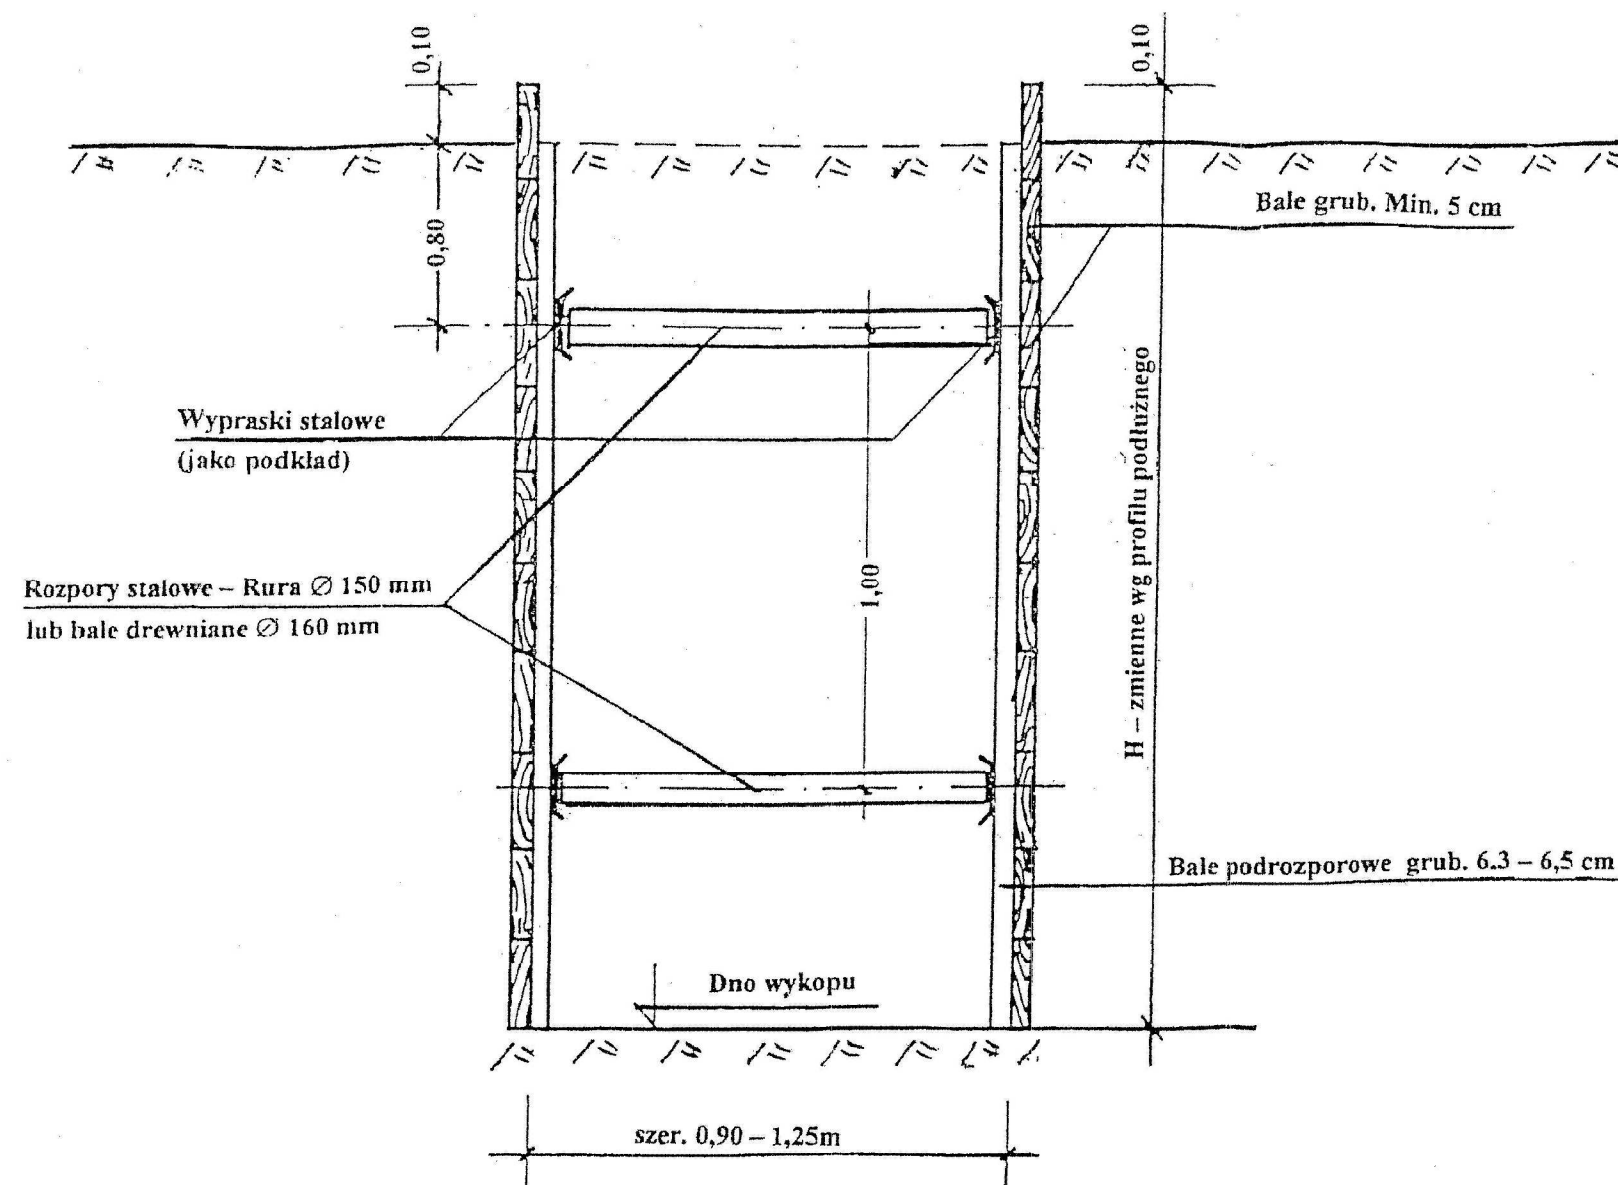 0,10
0,10
Bale grub. Min. 5 cm
0,80
Wypraski stalowe
(jako podkład)
H – zmienne wg profilu podłużnego
Rozpory stalowe – Rura ∅ 150 mm
lub bale drewniane ∅ 160 mm
1,00
Bale podrozporowe grub. 6.3 – 6,5 cm
Dno wykopu
szer. 0,90 – 1,25m